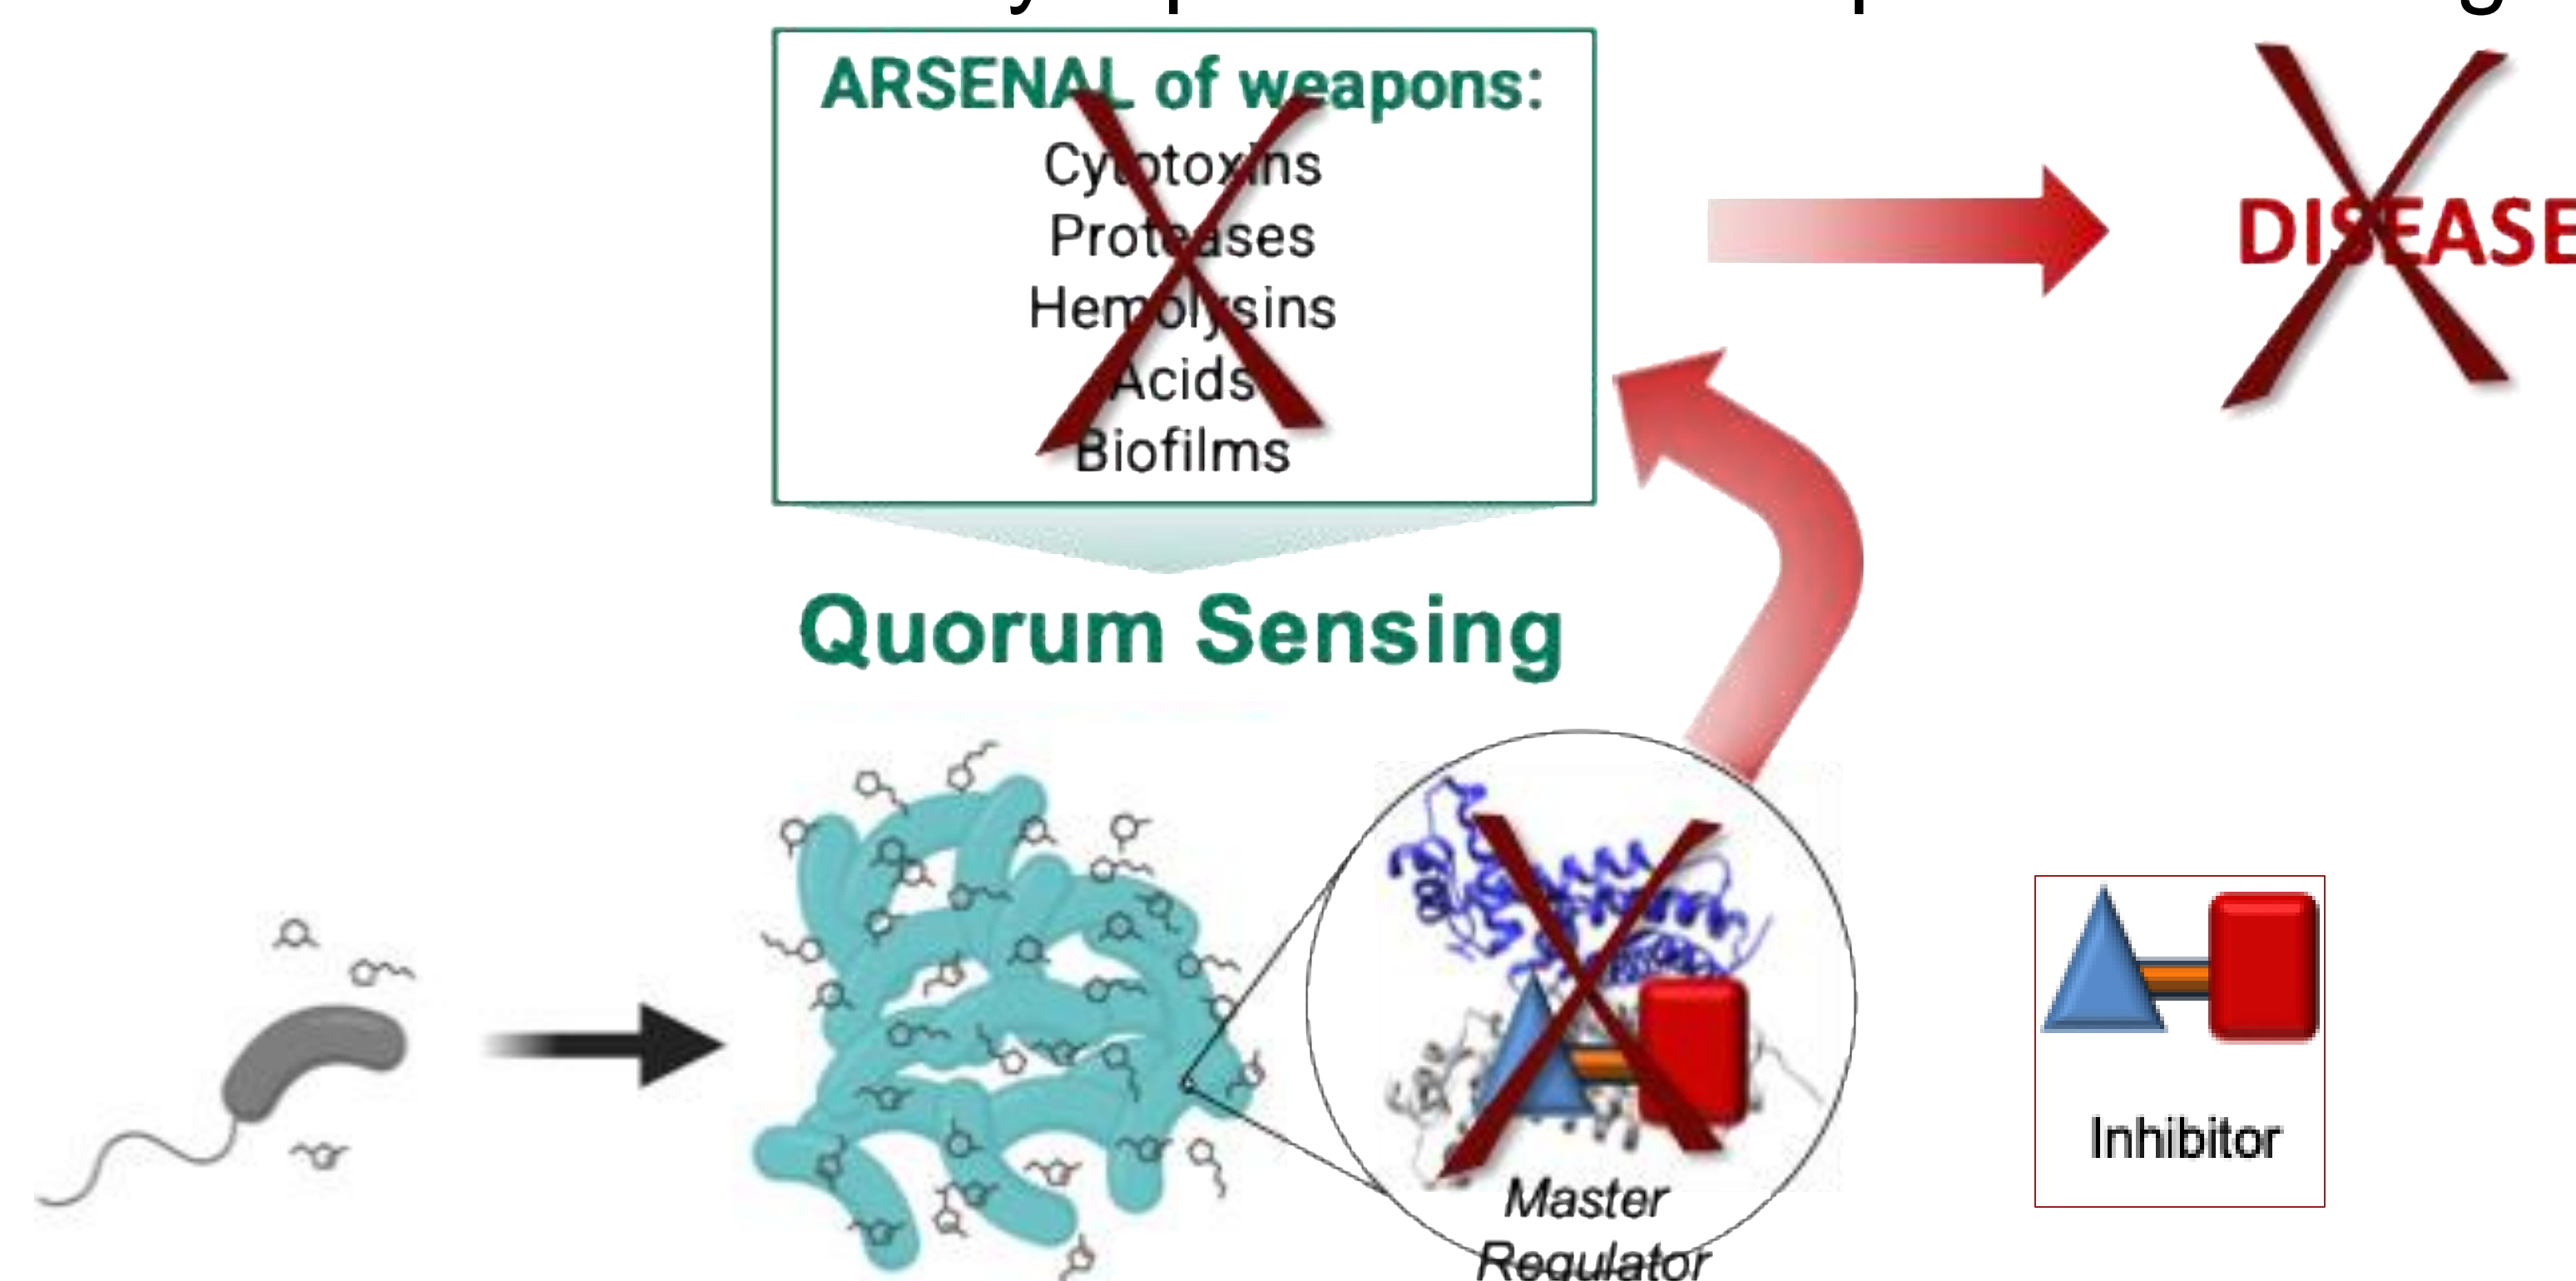 ARSENAL of weapons:
Cytotoxins
Proteases
Hemolysins
Acids
Biofilms
DISEASE
Quorum Sensing
Master
Regulator
Inhibitor